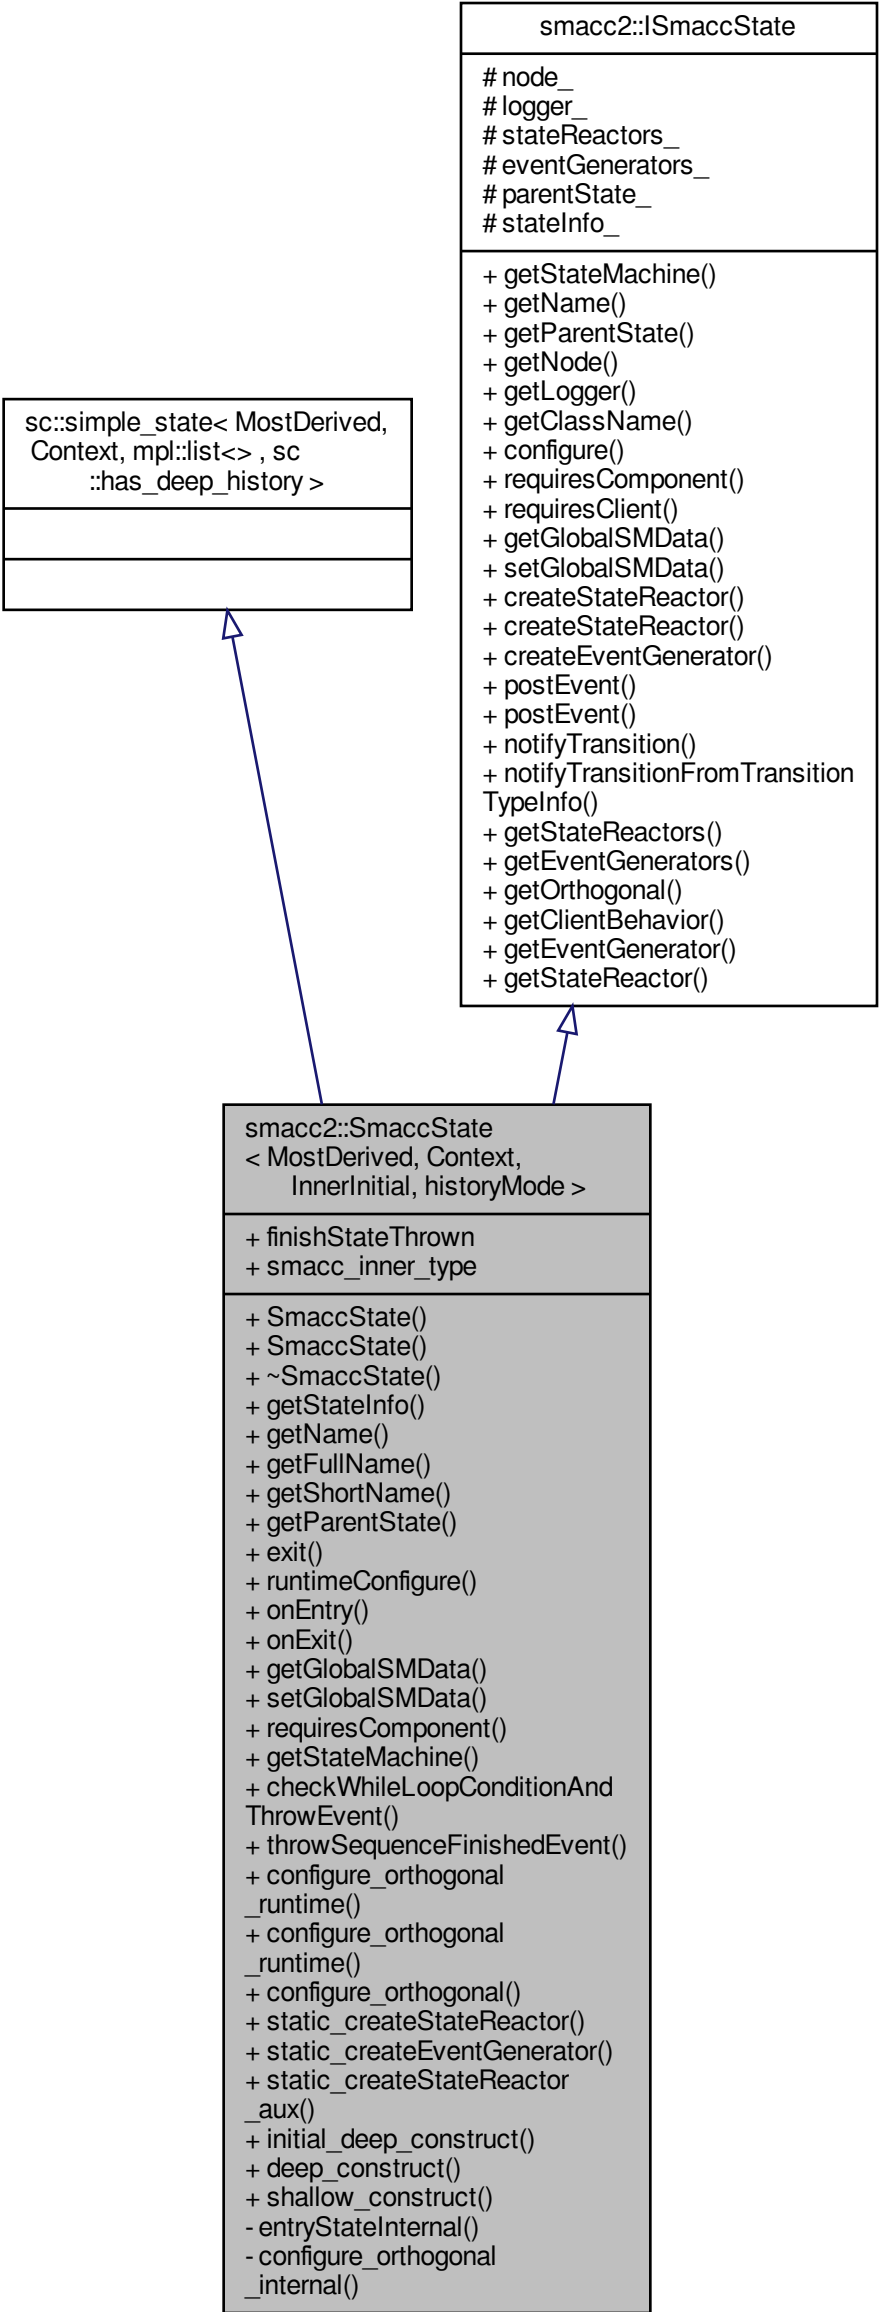 smacc2::ISmaccState
# node_
# logger_
# stateReactors_
# eventGenerators_
# parentState_
# stateInfo_
+ getStateMachine()
+ getName()
+ getParentState()
+ getNode()
+ getLogger()
+ getClassName()
+ configure()
+ requiresComponent()
+ requiresClient()
+ getGlobalSMData()
+ setGlobalSMData()
+ createStateReactor()
+ createStateReactor()
+ createEventGenerator()
+ postEvent()
+ postEvent()
+ notifyTransition()
+ notifyTransitionFromTransition
TypeInfo()
+ getStateReactors()
+ getEventGenerators()
+ getOrthogonal()
+ getClientBehavior()
+ getEventGenerator()
+ getStateReactor()
sc::simple_state< MostDerived,
Context, mpl::list<> , sc
::has_deep_history >
smacc2::SmaccState
< MostDerived, Context,
InnerInitial, historyMode >
+ finishStateThrown
+ smacc_inner_type
+ SmaccState()
+ SmaccState()
+ ~SmaccState()
+ getStateInfo()
+ getName()
+ getFullName()
+ getShortName()
+ getParentState()
+ exit()
+ runtimeConfigure()
+ onEntry()
+ onExit()
+ getGlobalSMData()
+ setGlobalSMData()
+ requiresComponent()
+ getStateMachine()
+ checkWhileLoopConditionAnd
ThrowEvent()
+ throwSequenceFinishedEvent()
+ configure_orthogonal
_runtime()
+ configure_orthogonal
_runtime()
+ configure_orthogonal()
+ static_createStateReactor()
+ static_createEventGenerator()
+ static_createStateReactor
_aux()
+ initial_deep_construct()
+ deep_construct()
+ shallow_construct()
- entryStateInternal()
- configure_orthogonal
_internal()